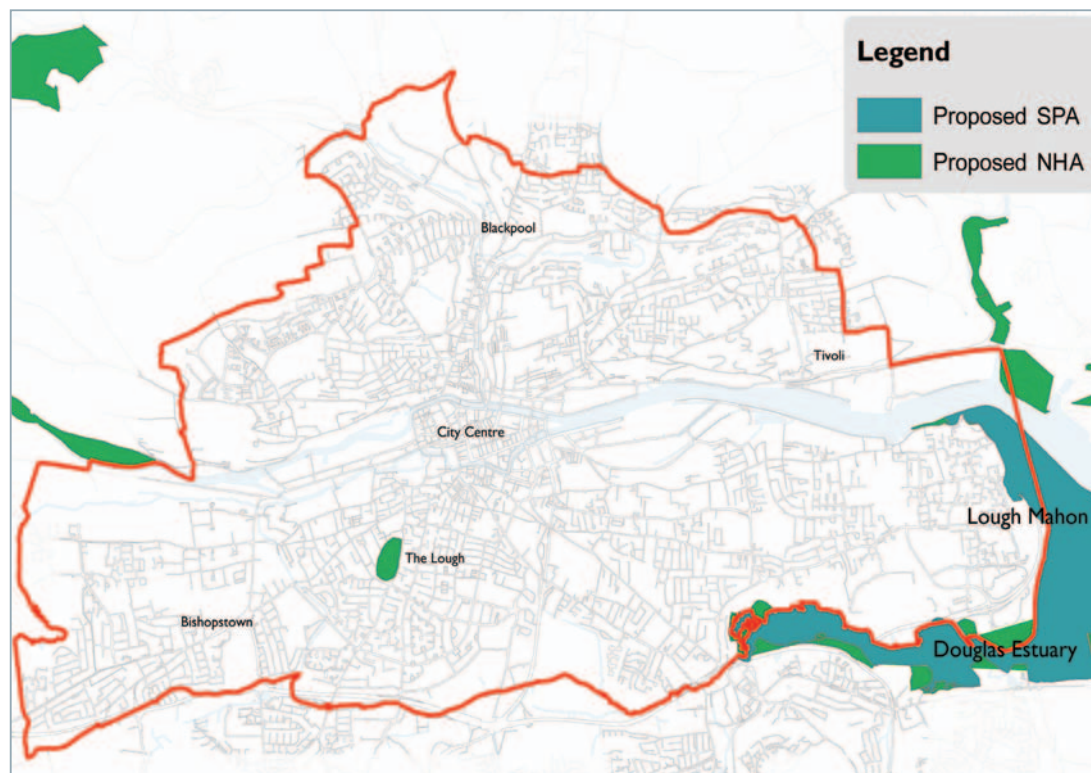 Legend
Proposed SPA
Proposed NHA
Blackpool
Tivoli
City Centre
Lough Mahon
The Lough
Bishopstown
Douglas Estuary